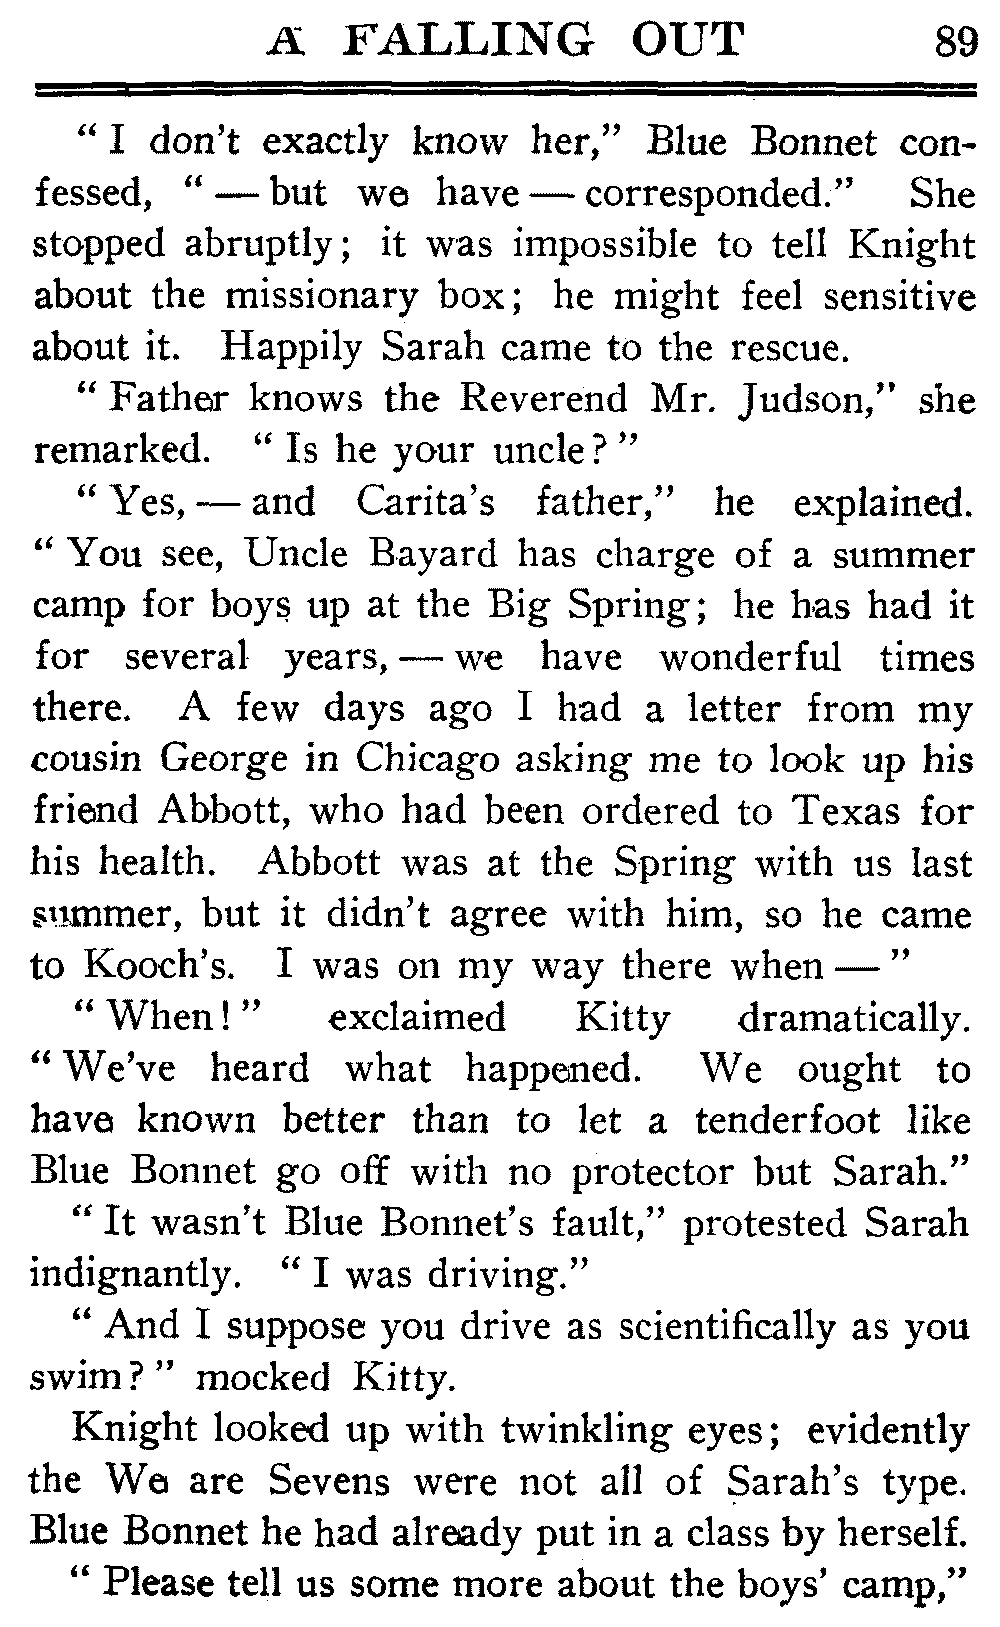 A FALLING OUT 89
" I don't exactly know her," Blue Bonnet con-
fessed, " — but we have — corresponded." She
stopped abruptly; it was impossible to tell Knight
about the missionary box; he might feel sensitive
about it. Happily Sarah came to the rescue.
" Father knows the Reverend Mr. Judson," she
remarked. " Is he your uncle? "
" Yes, — and Carita's father," he explained.
" You see, Uncle Bayard has charge of a summer
camp for boys up at the Big Spring; he has had it
for several years, — we have wonderful times
there. A few days ago I had a letter from my
cousin George in Chicago asking me to look up his
friend Abbott, who had been ordered to Texas for
his health. Abbott was at the Spring with us last
summer, but it didn't agree with him, so he came
to Kooch's. I was on my way there when — "
" When! " exclaimed Kitty dramatically.
" We've heard what happened. We ought to
have known better than to let a tenderfoot like
Blue Bonnet go off with no protector but Sarah."
" It wasn't Blue Bonnet's fault," protested Sarah
indignantly. " I was driving."
" And I suppose you drive as scientifically as you
swim? " mocked Kitty.
Knight looked up with twinkling eyes; evidently
the We are Sevens were not all of Sarah's type.
Blue Bonnet he had already put in a class by herself.
" Please tell us some more about the boys' camp,"